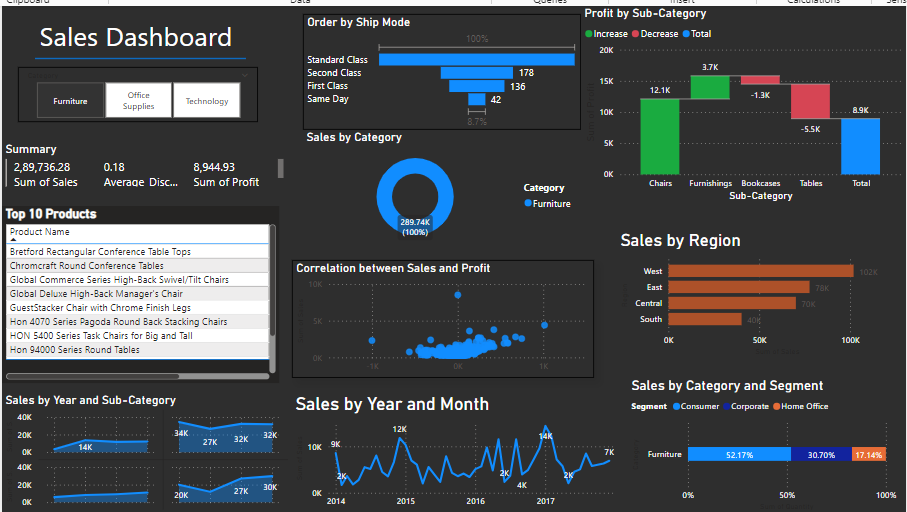 Clipboard
Data
Queries
Insert
Calculations
Sens
Sales Dashboard
Furniture
Office
Supplies
Technology
Summary
2,89,736.28
0.18
8,944.93
Sum of Sales
Average Disc...
Sum of Profit
Top 10 Products
Product Name
Bretford Rectangular Conference Table Tops
Chromcraft Round Conference Tables
Global Commerce Series High-Back Swivel/Tilt Chairs
Global Deluxe High-Back Manager's Chair
GuestStacker Chair with Chrome Finish Legs
Hon 4070 Series Pagoda Round Back Stacking Chairs
HON 5400 Series Task Chairs for Big and Tall
Hon 94000 Series Round Tables
Sales by Year and Sub-Category
40K
20K
0K
14K
34K
27K
32K
32K
40K
20K
0K
20K
27K
30K
Order by Ship Mode
100%
Standard Class
Second Class
178
First Class
136
Same Day
42
8.7%
Sales by Category
289.74K
(100%)
Category
Furniture
Correlation between Sales and Profit
10K
5K
0K
1K
0K
1K
Sales by Year and Month
10K
0K
9K
2K
12K
2K
4K
14K
2K
7K
2014
2015
2016
2017
Profit by Sub-Category
Increase
Decrease
Total
20K
15K
10K
5K
0K
12.1K
3.7K
-1.3K
-5.5K
8.9K
Chairs
Furnishings
Bookcases
Tables
Total
Sub-Category
Sales by Region
West
102K
East
78K
Central
70K
South
40K
0K
50K
100K
Sales by Category and Segment
Segment
Consumer
Corporate
Home Office
Furniture
52.17%
30.70%
17.14%
0%
50%
100%